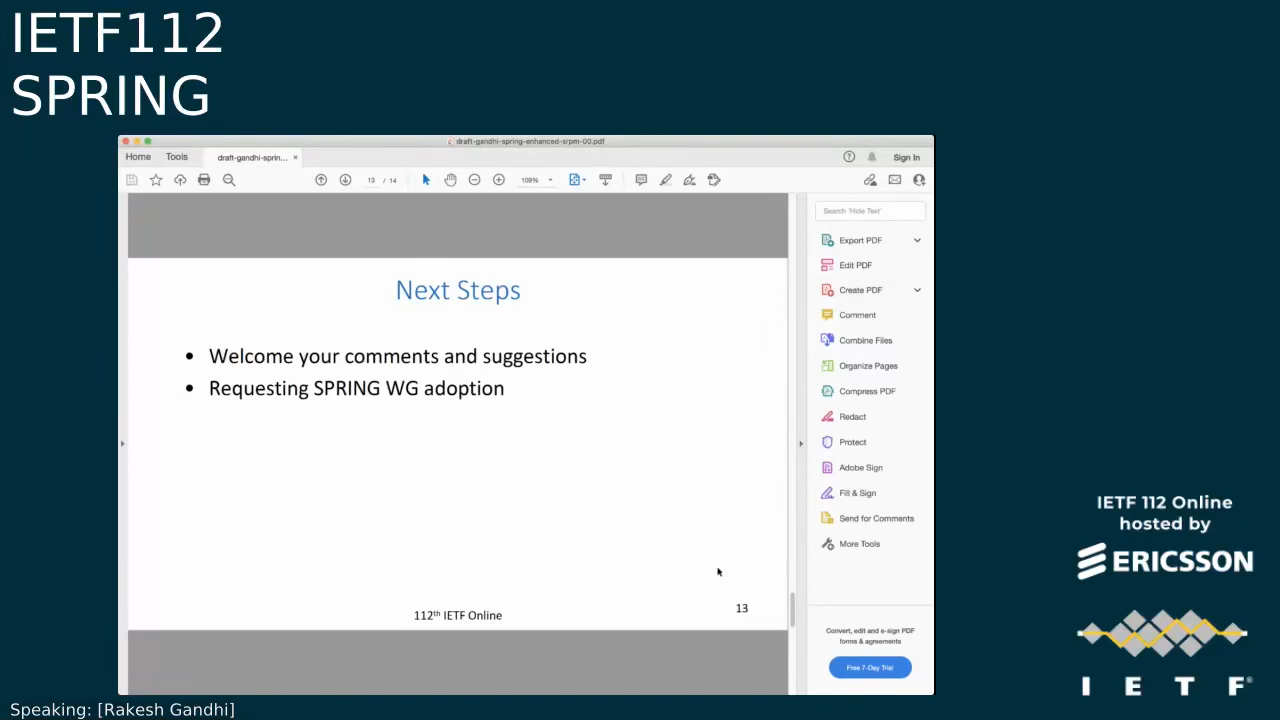 IETF112
SPRING
draft-gandhi-spring-enhanced-srpm-00.pdf
Home Tools draft-gandhi-sprin... × Sign In
13 / 14 109%
Search 'Hide Text'
Export PDF
Edit PDF
Create PDF
Comment
Combine Files
Organize Pages
Compress PDF
Redact
Protect
Adobe Sign
Fill & Sign
Send for Comments
More Tools
Convert, edit and e-sign PDF
forms & agreements
Free 7-Day Trial
Next Steps
• Welcome your comments and suggestions
• Requesting SPRING WG adoption
112th IETF Online
13
IETF 112 Online
hosted by
ERICSSON
I E T F®
Speaking: [Rakesh Gandhi]